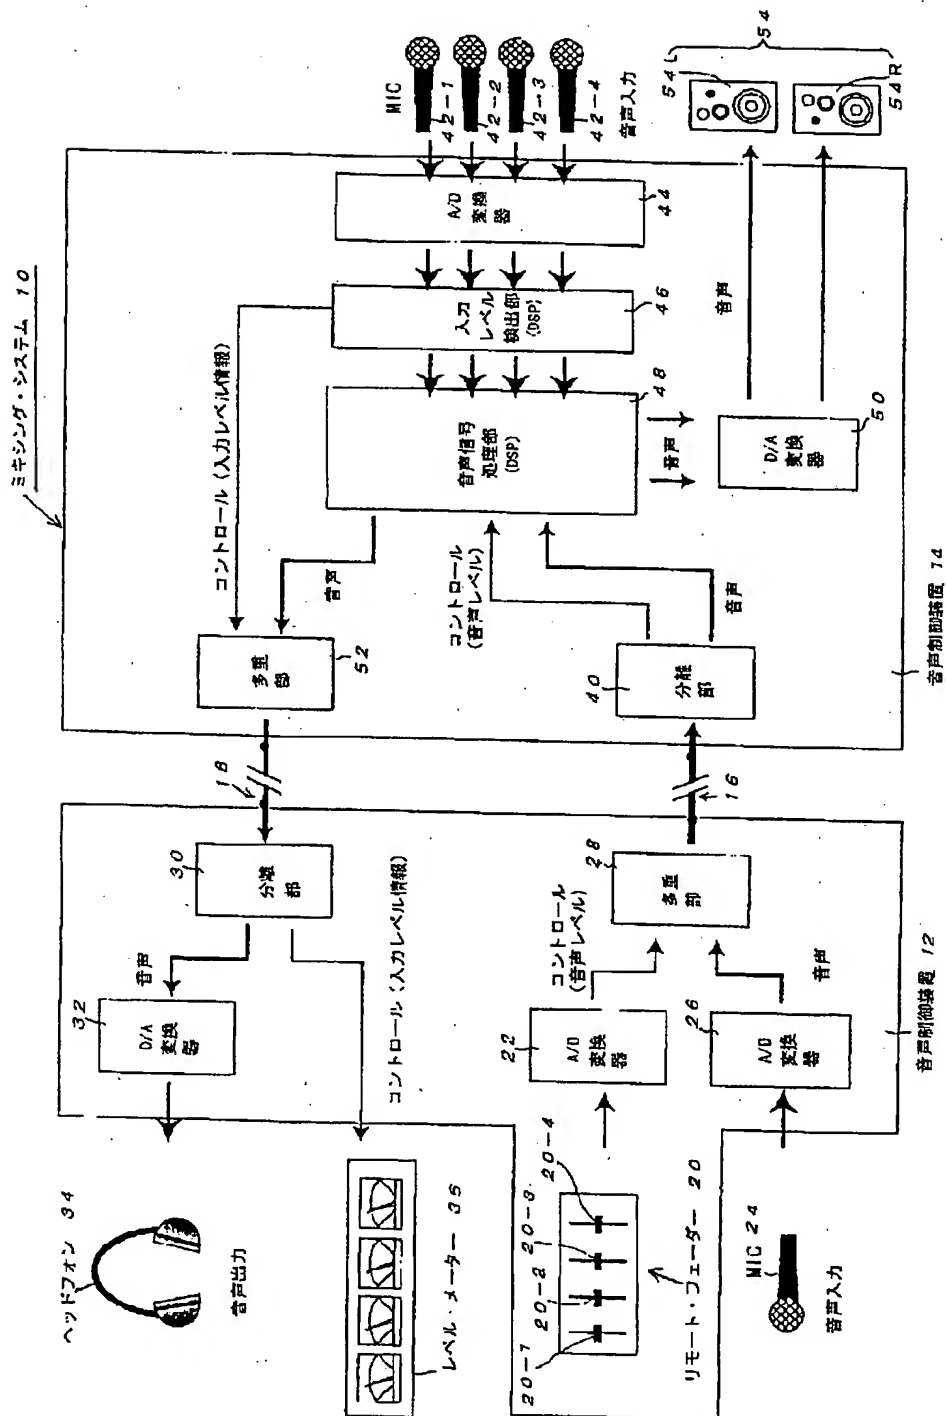 ミキシング・システム 10
ヘッドフォン 34
音声出力
32
D/A
変換
器
音声
30
分離
部
18
52
多重
部
音声
コントロール(入力レベル情報)
コントロール(入力レベル情報)
レベル・メーター 35
音声信号
処理部
(DSP)
48
入力
レベル
検出部
(DSP)
46
A/D
変換
器
44
MIC
42-1
42-2
42-3
42-4
音声入力
20-1
20-2
20-3
20-4
リモート・フェーダー 20
22
A/D
変換
器
コントロール
(音声レベル)
28
多重
部
16
40
分離
部
コントロール
(音声レベル)
音声
音声
D/A
変換
器
50
音声
54L
54R
54
MIC 24
音声入力
26
A/D
変換
器
音声
音声制御装置 12
音声制御装置 14